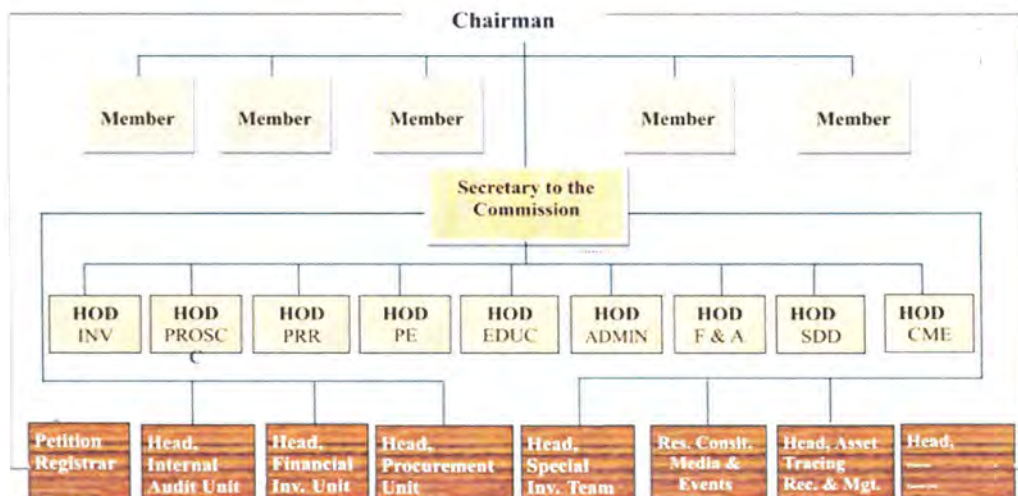 Chairman
Member
Member
Member
Member
Member
Secretary to the
Commission
HOD
INV
HOD
PROSC
C
HOD
PRR
HOD
PE
HOD
EDUC
HOD
ADMIN
HOD
F & A
HOD
SDD
HOD
CME
Petition
Registrar
Head,
Internal
Audit Unit
Head,
Financial
Inv. Unit
Head,
Procurement
Unit
Head,
Special
Inv. Team
Res. Conslt.
Media &
Events
Head, Asset
Tracing
Rec. & Mgt.
Head,